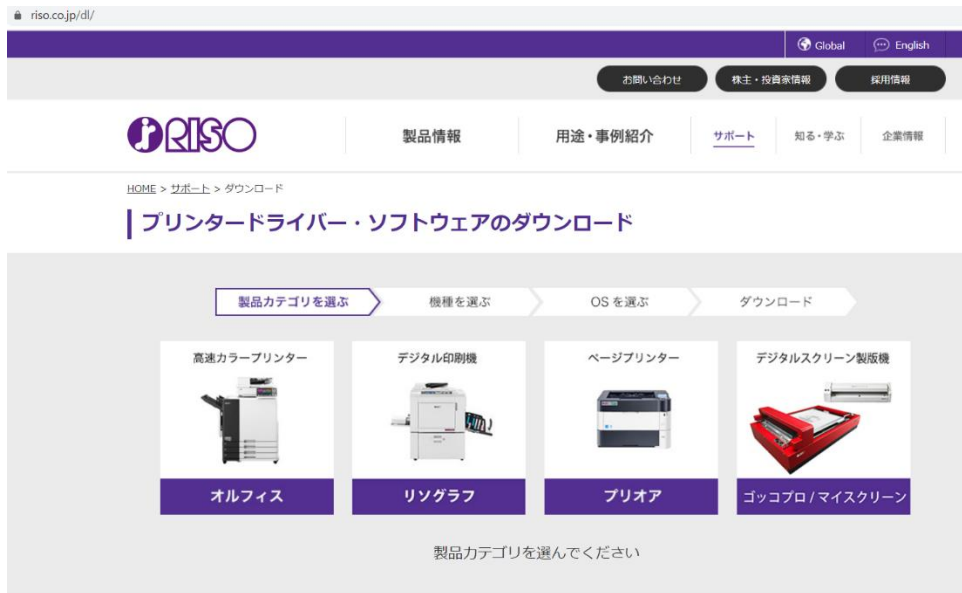 riso.co.jp/dl/
Global English
お問い合わせ 株主・投資家情報 採用情報
RISO 製品情報 用途・事例紹介 サポート 知る・学ぶ 企業情報
HOME > サポート > ダウンロード
プリンタードライバー・ソフトウェアのダウンロード
製品カテゴリを選ぶ 機種を選ぶ OS を選ぶ ダウンロード
高速カラープリンター デジタル印刷機 ページプリンター デジタルスクリーン製版機
オルフィス リソグラフ プリオア ゴッコプロ / マイスクリーン
製品カテゴリを選んでください